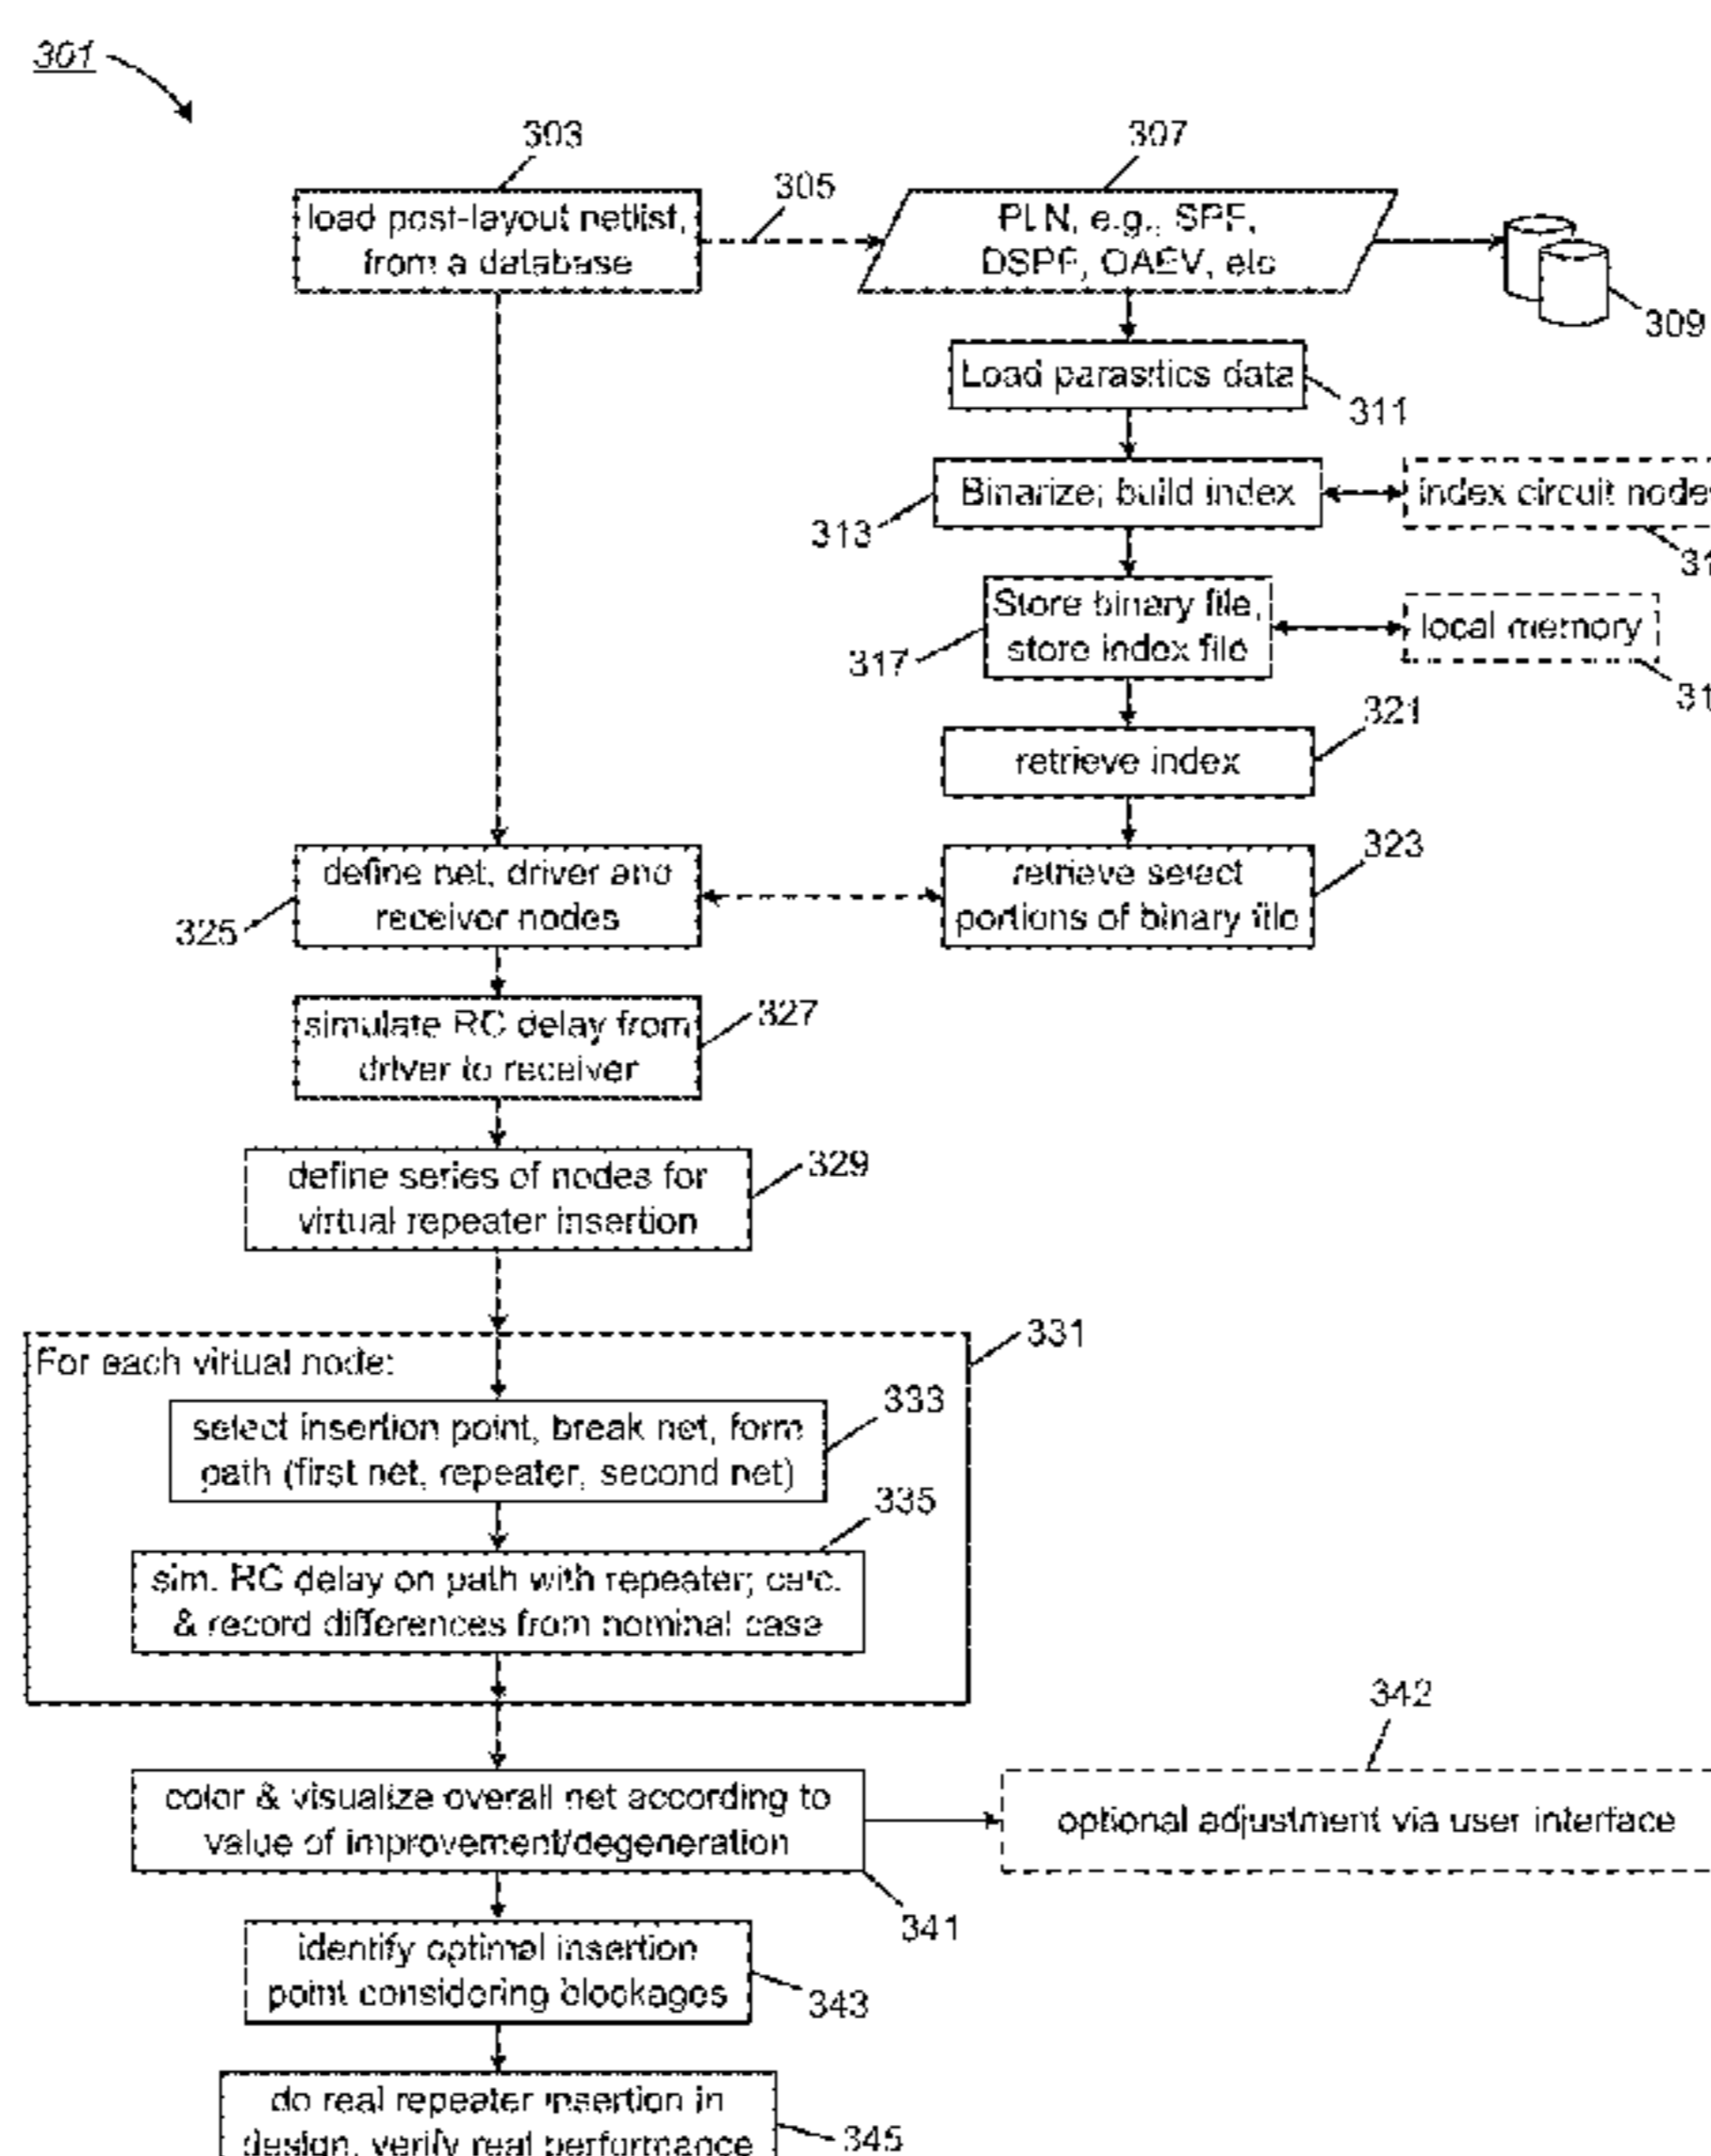 301
303
305
307
load post-layout netlist,
from a database
PLN, e.g., SPF,
DSPF, OAEV, etc
309
Load parasitics data
311
Binarize; build index
index circuit
313
Store binary file,
store index file
local memory
317
321
retrieve index
323
define net, driver and
receiver nodes
retrieve select
portions of binary file
325
simulate RC delay from
driver to receiver
327
define series of nodes for
virtual repeater insertion
329
331
For each virtual node:
333
select insertion point, break net, form
path (first net, repeater, second net)
335
sim. RC delay on path with repeater; calc.
& record differences from nominal case
342
color & visualize overall net according to
value of improvement/degeneration
optional adjustment via user interface
341
identify optimal insertion
point considering blockages
343
do real repeater insertion in
design, verify real performance
345